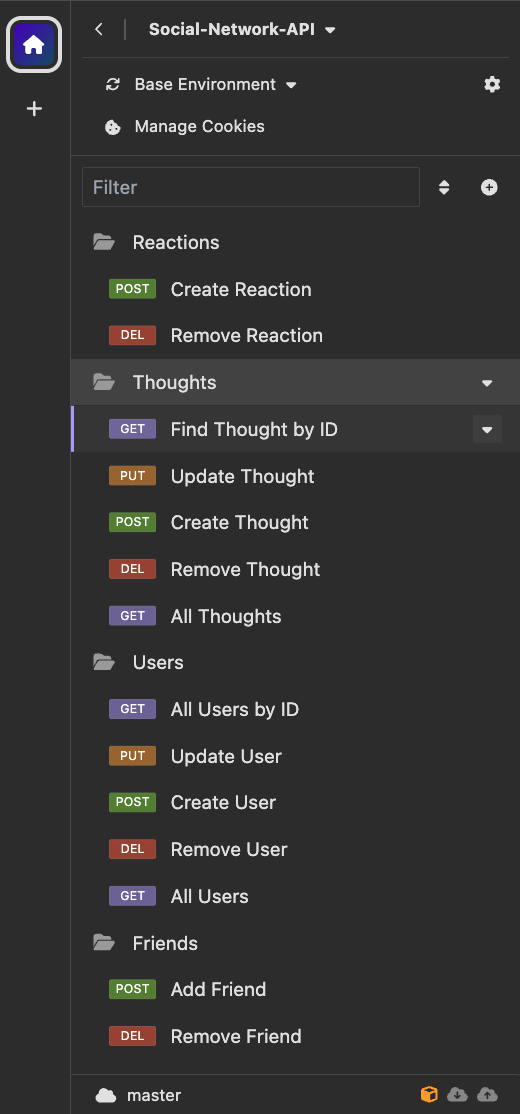 Social-Network-API
Base Environment
Manage Cookies
Filter
Reactions
POST Create Reaction
DEL Remove Reaction
Thoughts
GET Find Thought by ID
PUT Update Thought
POST Create Thought
DEL Remove Thought
GET All Thoughts
Users
GET All Users by ID
PUT Update User
POST Create User
DEL Remove User
GET All Users
Friends
POST Add Friend
DEL Remove Friend
master